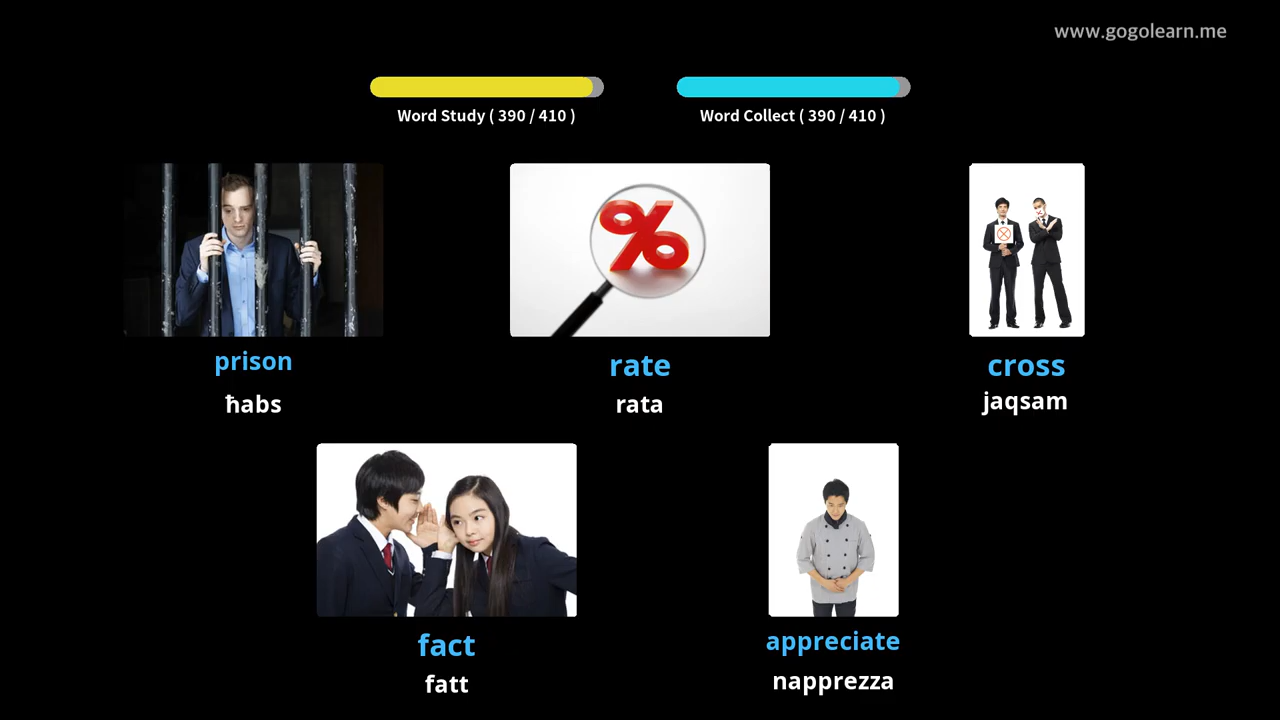 www.gogolearn.me
Word Study ( 390 / 410 )
Word Collect ( 390 / 410 )
prison
ħabs
rate
rata
cross
jaqsam
fact
fatt
appreciate
napprezza